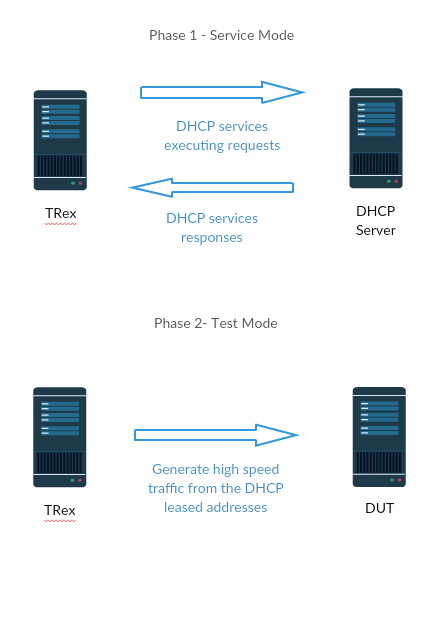 Phase 1 - Service Mode
DHCP services
executing requests
TRex
DHCP
Server
DHCP services
responses
Phase 2- Test Mode
Generate high speed
traffic from the DHCP
leased addresses
TRex
DUT